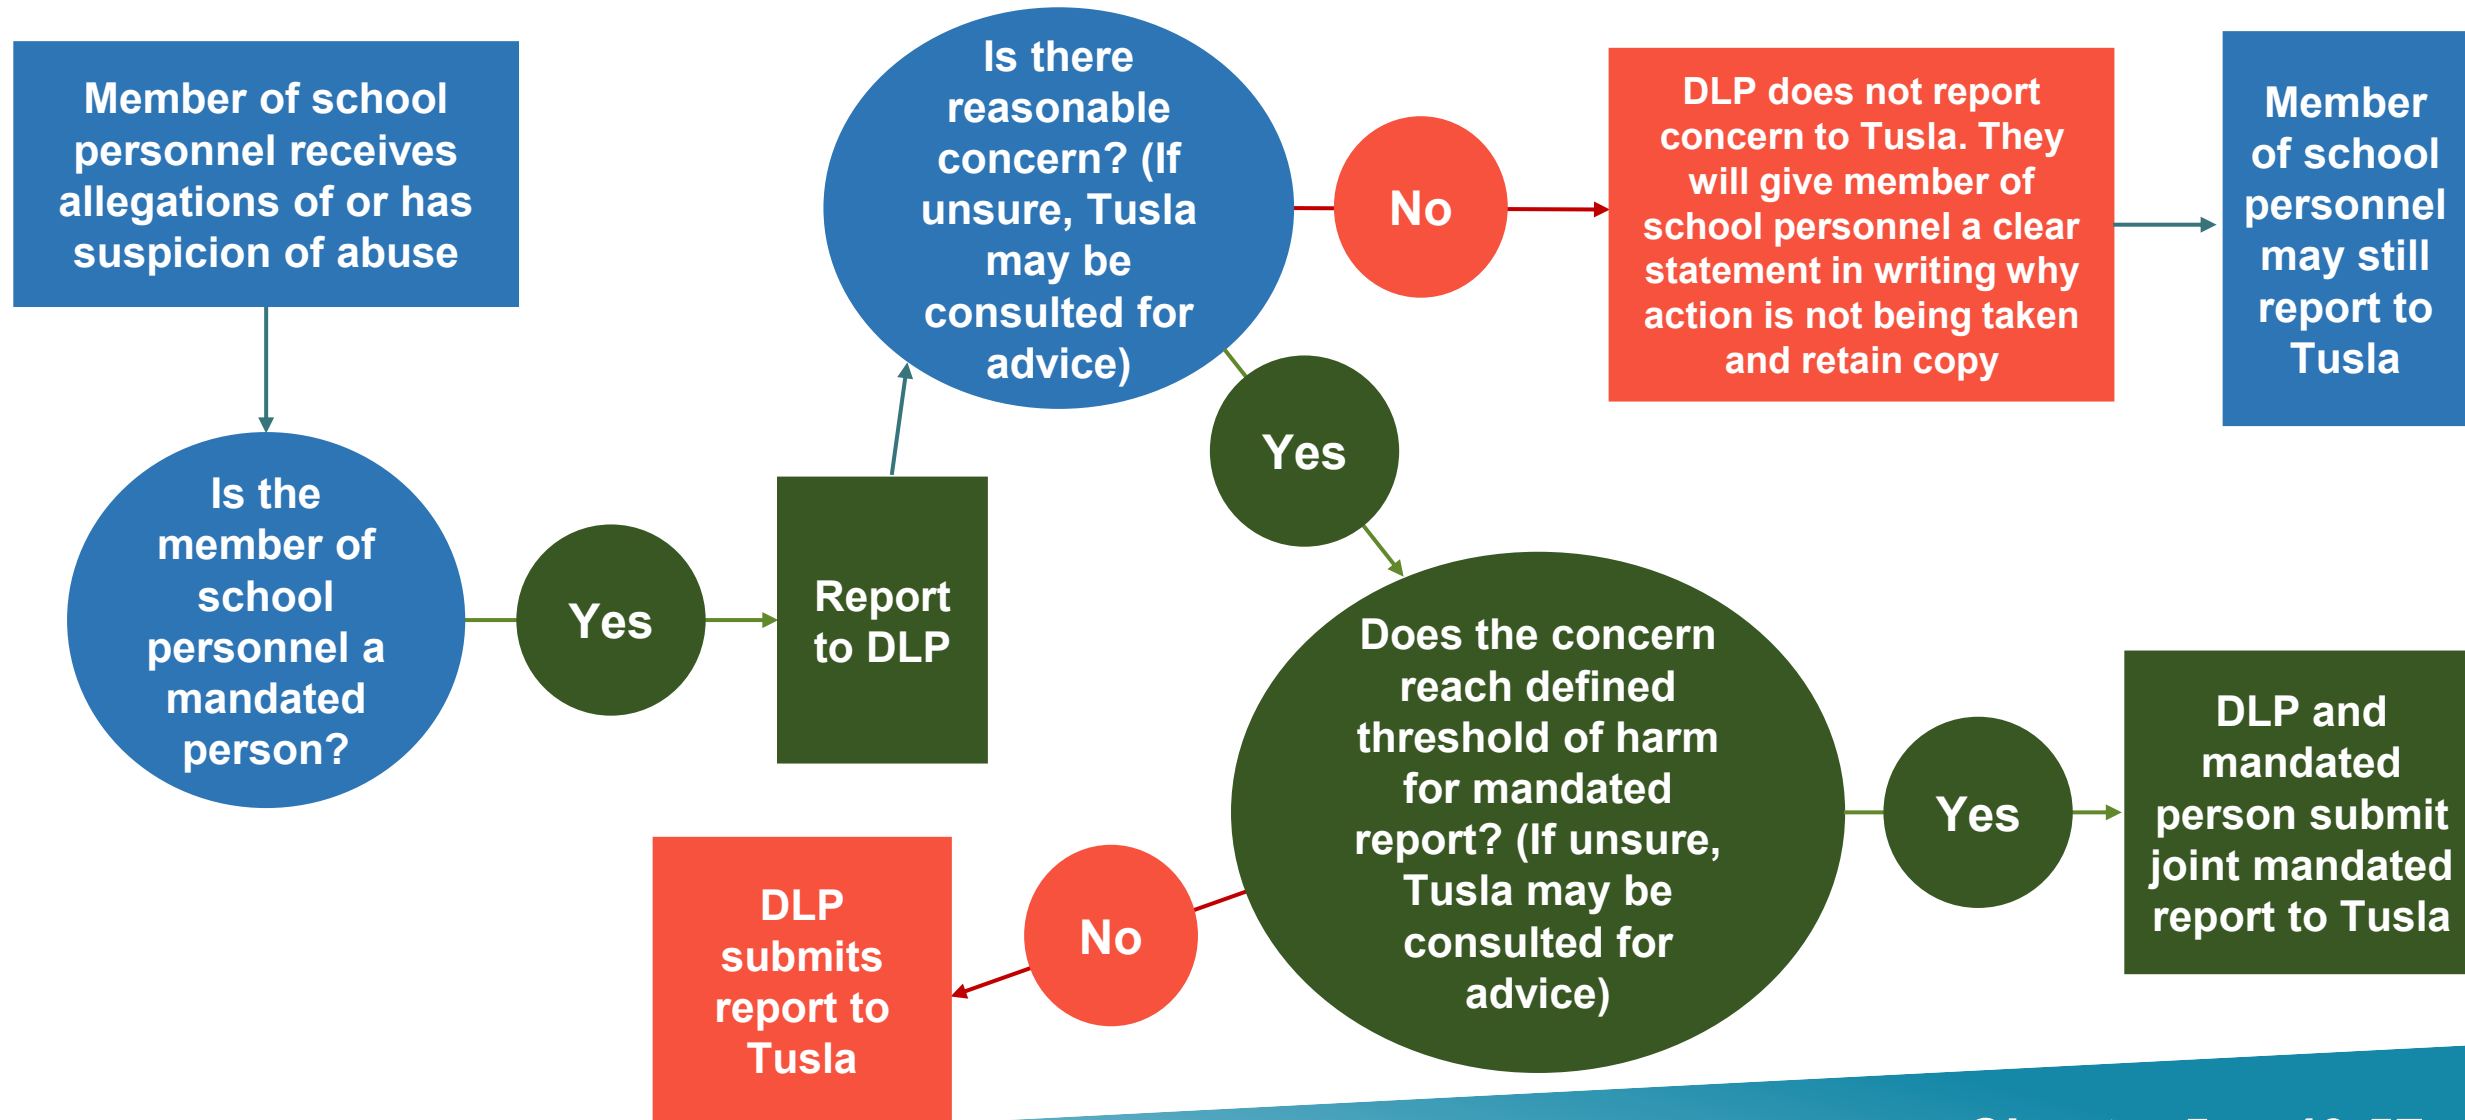 Member of school
personnel receives
allegations of or has
suspicion of abuse
Is the
member of
school
personnel a
mandated
person?
Yes
Report
to DLP
Is there
reasonable
concern? (If
unsure, Tusla
may be
consulted for
advice)
No
DLP does not report
concern to Tusla. They
will give member of
school personnel a clear
statement in writing why
action is not being taken
and retain copy
Member
of school
personnel
may still
report to
Tusla
Yes
Does the concern
reach defined
threshold of harm
for mandated
report? (If unsure,
Tusla may be
consulted for
advice)
Yes
DLP and
mandated
person submit
joint mandated
report to Tusla
No
DLP
submits
report to
Tusla